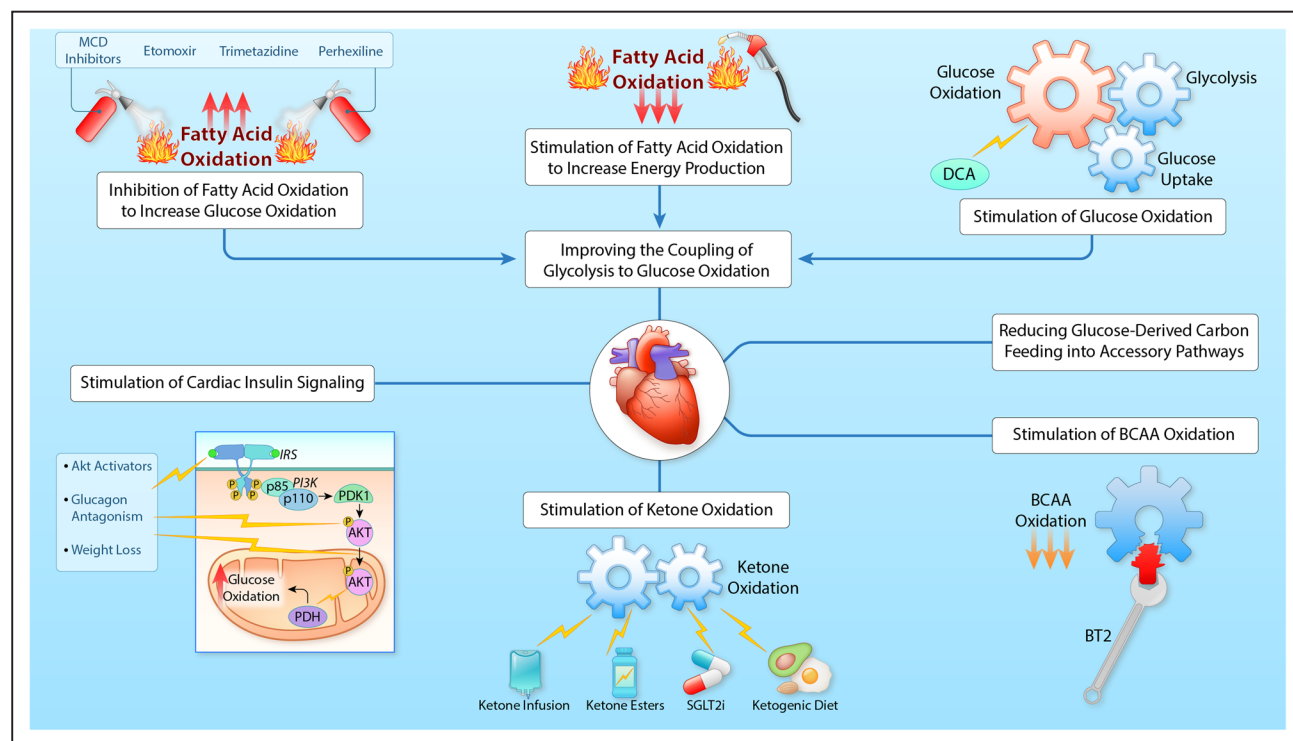 MCD
Inhibitors
Etomoxir
Trimetazidine
Perhexiline
Fatty Acid
Oxidation
Inhibition of Fatty Acid Oxidation
to Increase Glucose Oxidation
Fatty Acid
Oxidation
Stimulation of Fatty Acid Oxidation
to Increase Energy Production
Glucose
Oxidation
Glycolysis
Glucose
Uptake
DCA
Stimulation of Glucose Oxidation
Improving the Coupling of
Glycolysis to Glucose Oxidation
Reducing Glucose-Derived Carbon
Feeding into Accessory Pathways
Stimulation of Cardiac Insulin Signaling
Stimulation of BCAA Oxidation
• Akt Activators
• Glucagon
Antagonism
• Weight Loss
IRS
P
P
P
P
p85
PI3K
p110
PDK1
P
AKT
P
AKT
Glucose
Oxidation
PDH
Stimulation of Ketone Oxidation
Ketone
Oxidation
Ketone Infusion
Ketone Esters
SGLT2i
Ketogenic Diet
BCAA
Oxidation
BT2